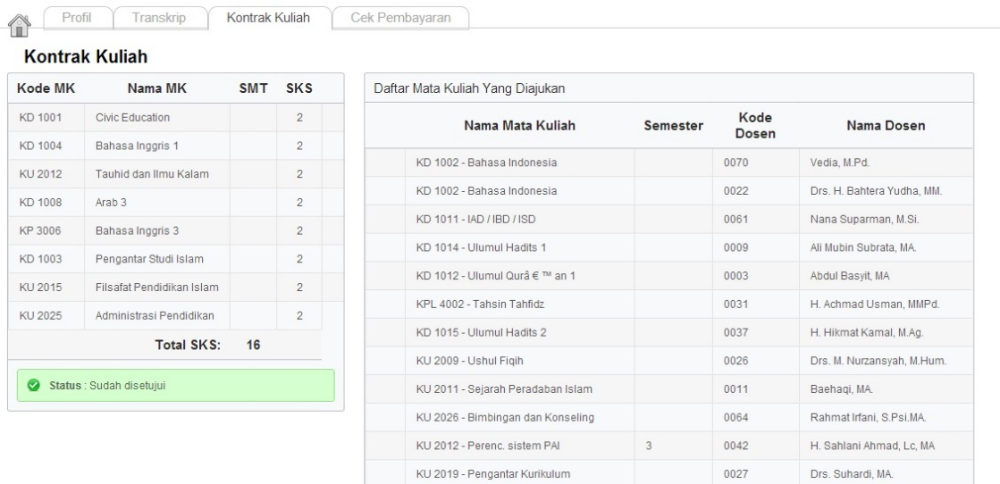 Profil Transkrip Kontrak Kuliah Cek Pembayaran
Kontrak Kuliah
Kode MK Nama MK SMT SKS
KD 1001 Civic Education 2
KD 1004 Bahasa Inggris 1 2
KU 2012 Tauhid dan Ilmu Kalam 2
KD 1008 Arab 3 2
KP 3006 Bahasa Inggris 3 2
KD 1003 Pengantar Studi Islam 2
KU 2015 Filsafat Pendidikan Islam 2
KU 2025 Administrasi Pendidikan 2
Total SKS: 16
Status : Sudah disetujui
Daftar Mata Kuliah Yang Diajukan
Nama Mata Kuliah Semester Kode Dosen Nama Dosen
KD 1002 - Bahasa Indonesia 0070 Vedia, M.Pd.
KD 1002 - Bahasa Indonesia 0022 Drs. H. Bahtera Yudha, MM.
KD 1011 - IAD / IBD / ISD 0061 Nana Suparman, M.Si.
KD 1014 - Ulumul Hadits 1 0009 Ali Mubin Subrata, MA.
KD 1012 - Ulumul Qurâ € ™ an 1 0003 Abdul Basyit, MA
KPL 4002 - Tahsin Tahfidz 0031 H. Achmad Usman, MMPd.
KD 1015 - Ulumul Hadits 2 0037 H. Hikmat Kamal, M.Ag.
KU 2009 - Ushul Fiqih 0026 Drs. M. Nurzansyah, M.Hum.
KU 2011 - Sejarah Peradaban Islam 0011 Baehaqi, MA.
KU 2026 - Bimbingan dan Konseling 0064 Rahmat Irfani, S.Psi.MA.
KU 2012 - Perenc. sistem PAI 3 0042 H. Sahlani Ahmad, Lc, MA
KU 2019 - Pengantar Kurikulum 0027 Drs. Suhardi, MA.